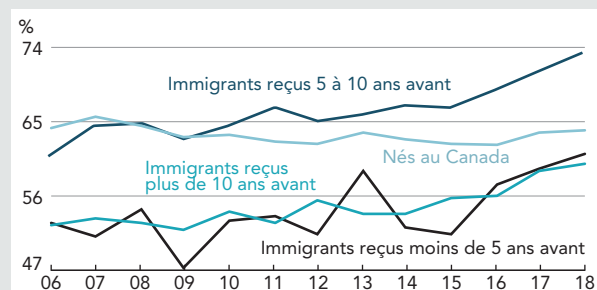 %
74
Immigrants reçus 5 à 10 ans avant
65
Nés au Canada
Immigrants reçus
plus de 10 ans avant
56
Immigrants reçus moins de 5 ans avant
47
06 07 08 09 10 11 12 13 14 15 16 17 18